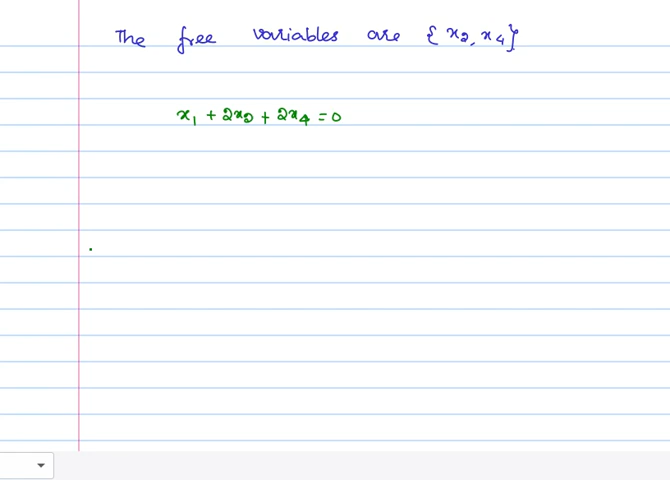 The free variables are {x₂, x₄}
x₁ + 2x₂ + 2x₄ = 0